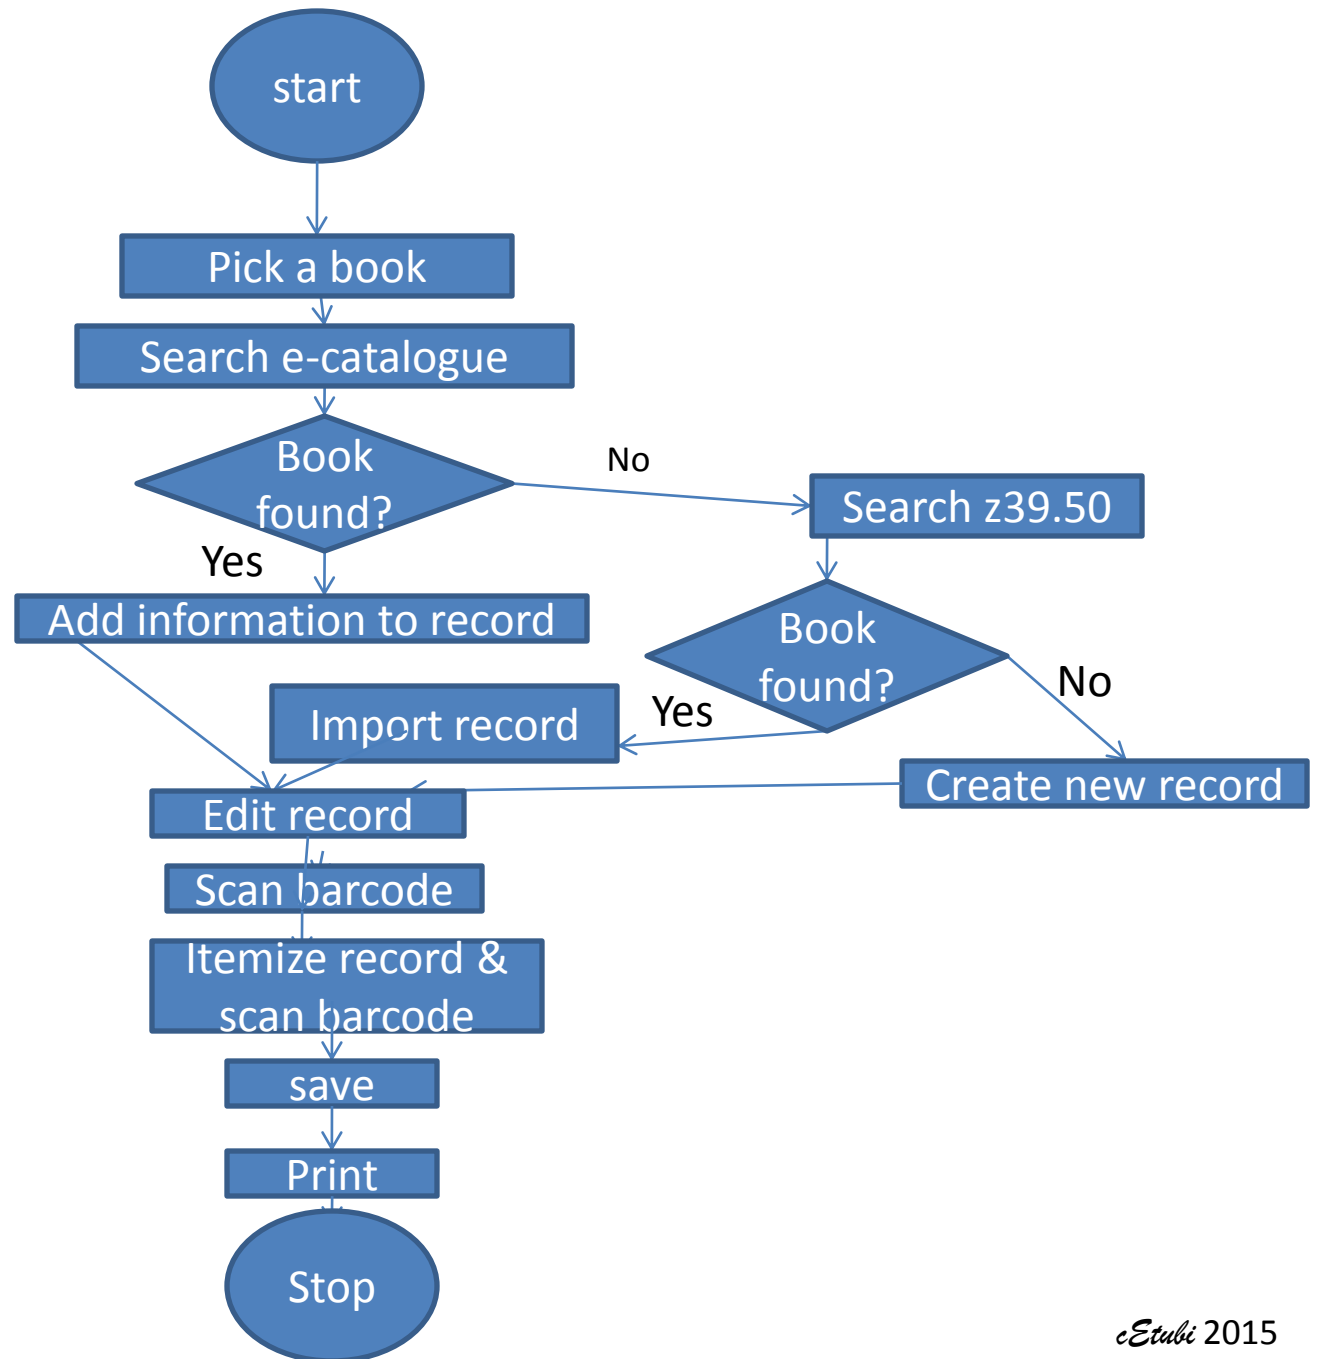 start
Pick a book
Search e-catalogue
Book
found?
No
Search z39.50
Yes
Add information to record
Book
found?
No
Yes
Import record
Create new record
Edit record
Scan barcode
Itemize record &
scan barcode
save
Print
Stop
cEtubi 2015